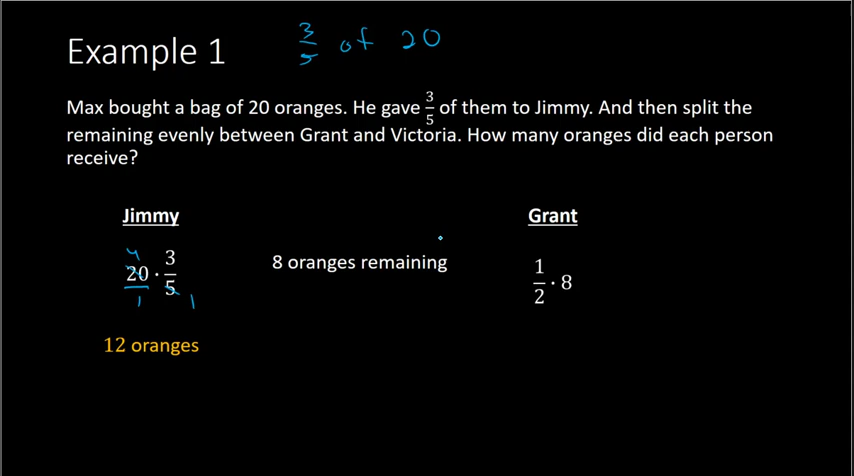 Example 1
3/5 of 20
Max bought a bag of 20 oranges. He gave 3/5 of them to Jimmy. And then split the
remaining evenly between Grant and Victoria. How many oranges did each person
receive?
Jimmy
4
20/1 · 3/5 1
12 oranges
8 oranges remaining
Grant
1/2 · 8